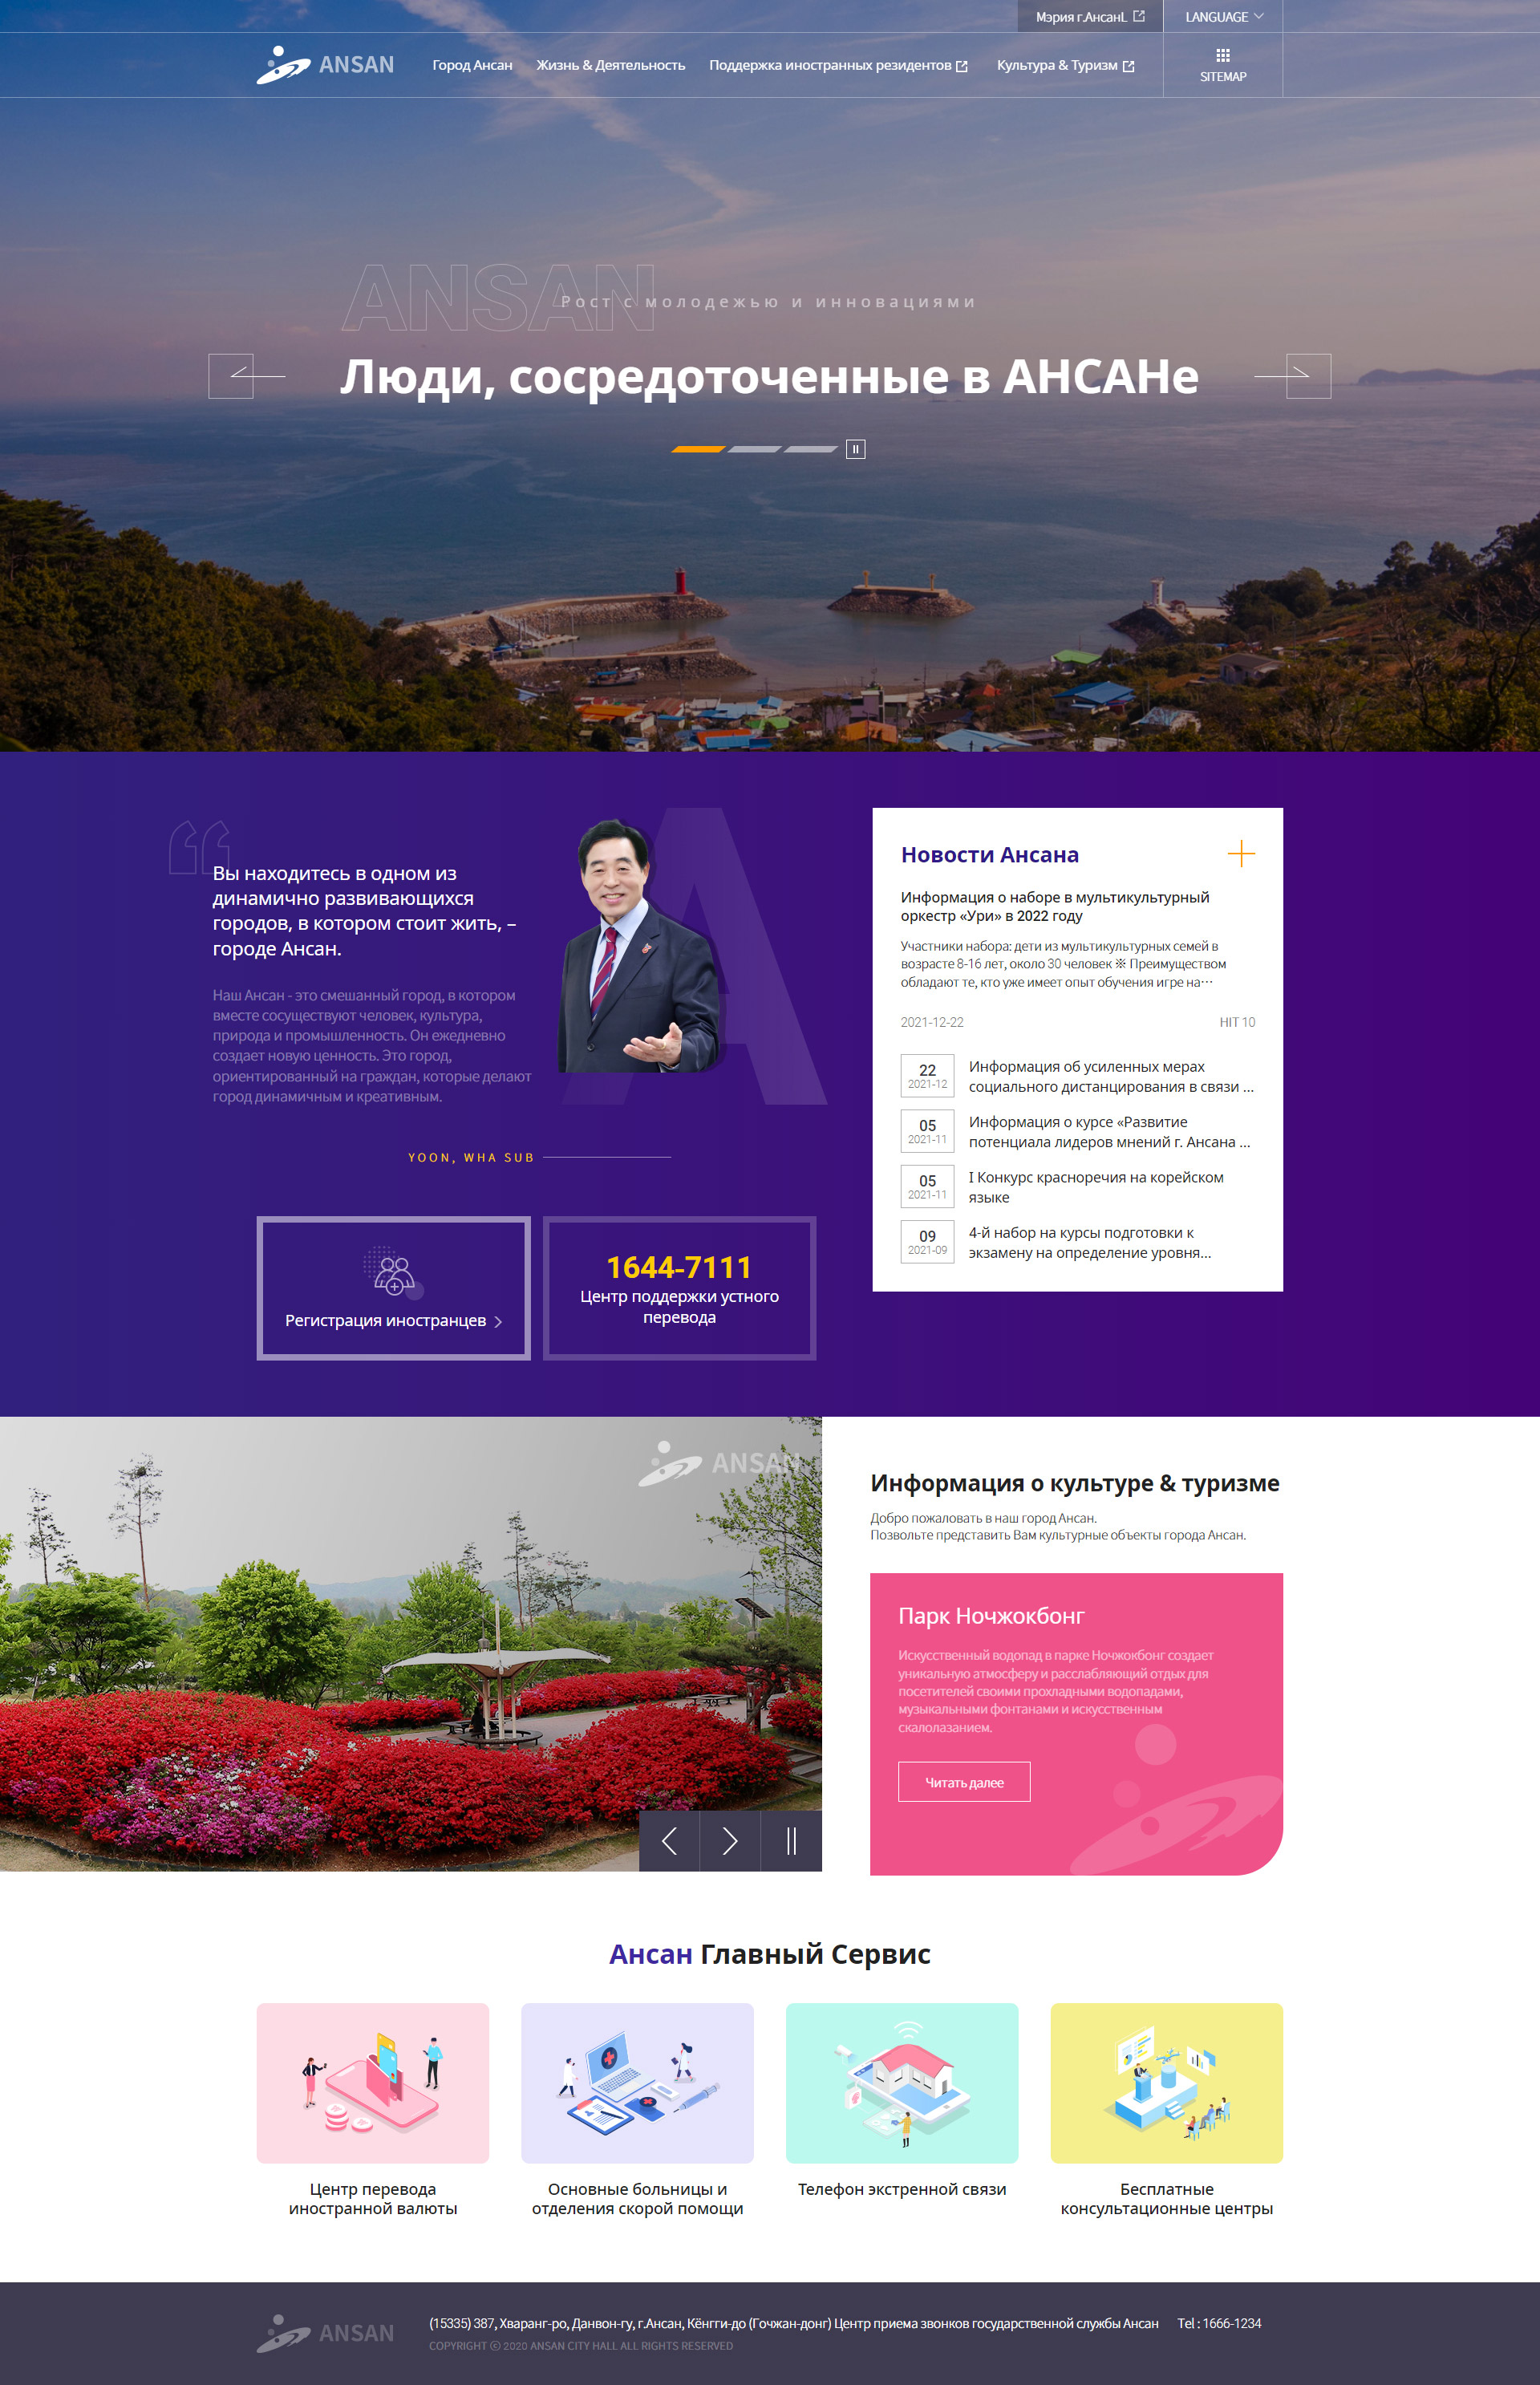 Мэрия г.АнсанL
LANGUAGE
ANSAN
Город Ансан
Жизнь & Деятельность
Поддержка иностранных резидентов
Культура & Туризм
SITEMAP
ANSAN
Рост с молодежью и инновациями
Люди, сосредоточенные в АНСАНе
Вы находитесь в одном из
динамично развивающихся
городов, в котором стоит жить, –
городе Ансан.
Наш Ансан - это смешанный город, в котором
вместе сосуществуют человек, культура,
природа и промышленность. Он ежедневно
создает новую ценность. Это город,
ориентированный на граждан, которые делают
город динамичным и креативным.
YOON, WHA SUB
Регистрация иностранцев
1644-7111
Центр поддержки устного
перевода
Новости Ансана
Информация о наборе в мультикультурный
оркестр «Ури» в 2022 году
Участники набора: дети из мультикультурных семей в
возрасте 8-16 лет, около 30 человек ※ Преимуществом
обладают те, кто уже имеет опыт обучения игре на…
2021-12-22
HIT 10
22
2021-12
Информация об усиленных мерах
социального дистанцирования в связи ...
05
2021-11
Информация о курсе «Развитие
потенциала лидеров мнений г. Ансана ...
05
2021-11
I Конкурс красноречия на корейском
языке
09
2021-09
4-й набор на курсы подготовки к
экзамену на определение уровня...
ANSAN
Информация о культуре & туризме
Добро пожаловать в наш город Ансан.
Позвольте представить Вам культурные объекты города Ансан.
Парк Ночжокбонг
Искусственный водопад в парке Ночжокбонг создает
уникальную атмосферу и расслабляющий отдых для
посетителей своими прохладными водопадами,
музыкальными фонтанами и искусственным
скалолазанием.
Читать далее
Ансан Главный Сервис
Центр перевода
иностранной валюты
Основные больницы и
отделения скорой помощи
Телефон экстренной связи
Бесплатные
консультационные центры
ANSAN
(15335) 387, Хваранг-ро, Данвон-гу, г.Ансан, Кёнгги-до (Гочжан-донг) Центр приема звонков государственной службы Ансан Tel : 1666-1234
COPYRIGHT ⓒ 2020 ANSAN CITY HALL ALL RIGHTS RESERVED